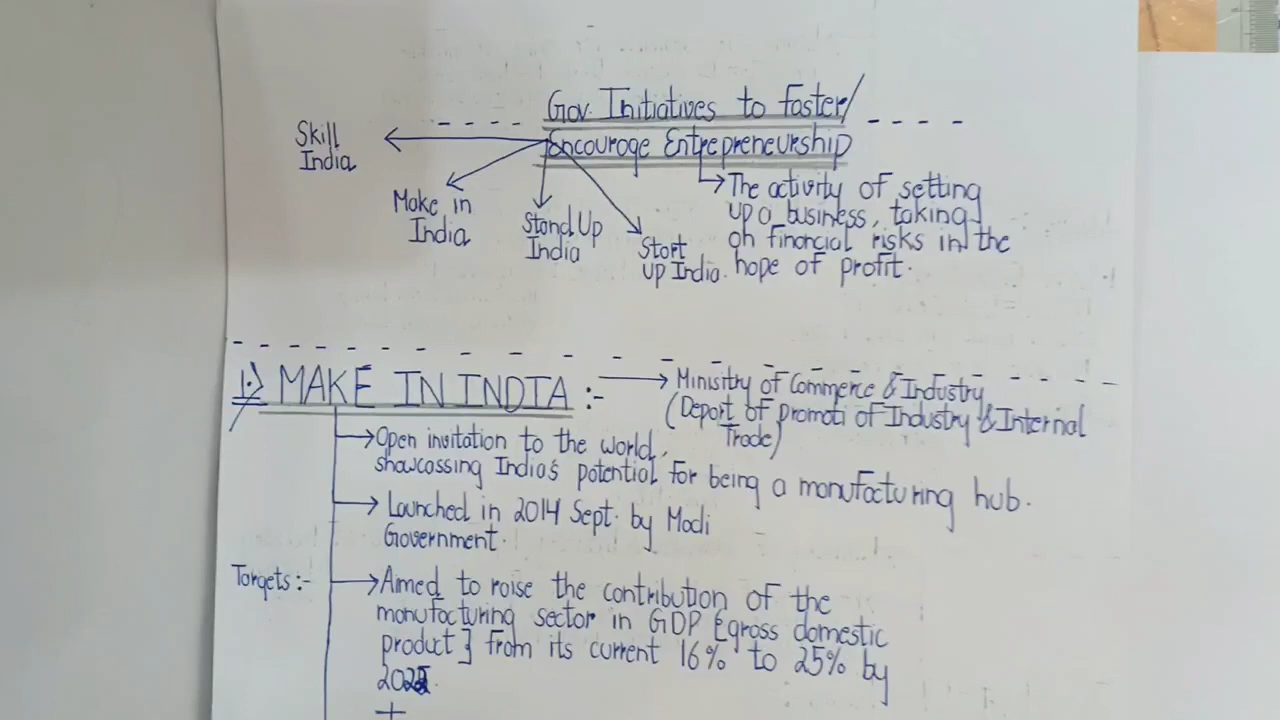 Gov. Initiatives to faster/
Encourage Entrepreneurship
Skill
India
Make in
India
Stand Up
India
Start
up India.
The activity of setting
up a business, taking
on financial risks in the
hope of profit.
1.) MAKE IN INDIA :-
Minisitry of Commerce & Industry
(Depart of promoti of Industry & Internal
Trade)
Open invitation to the world,
showcassing India's potential for being a manufacturing hub.
Launched in 2014 Sept. by Modi
Government.
Targets :-
Aimed to raise the contribution of the
manufacturing sector in GDP [gross domestic
product] from its current 16% to 25% by